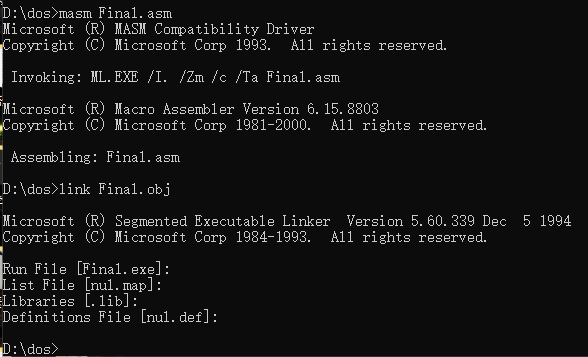 D:\dos>masm Final.asm
Microsoft (R) MASM Compatibility Driver
Copyright (C) Microsoft Corp 1993.  All rights reserved.
Invoking: ML.EXE /I. /Zm /c /Ta Final.asm
Microsoft (R) Macro Assembler Version 6.15.8803
Copyright (C) Microsoft Corp 1981-2000.  All rights reserved.
Assembling: Final.asm
D:\dos>link Final.obj
Microsoft (R) Segmented Executable Linker  Version 5.60.339 Dec  5 1994
Copyright (C) Microsoft Corp 1984-1993.  All rights reserved.
Run File [Final.exe]:
List File [nul.map]:
Libraries [.lib]:
Definitions File [nul.def]:
D:\dos>